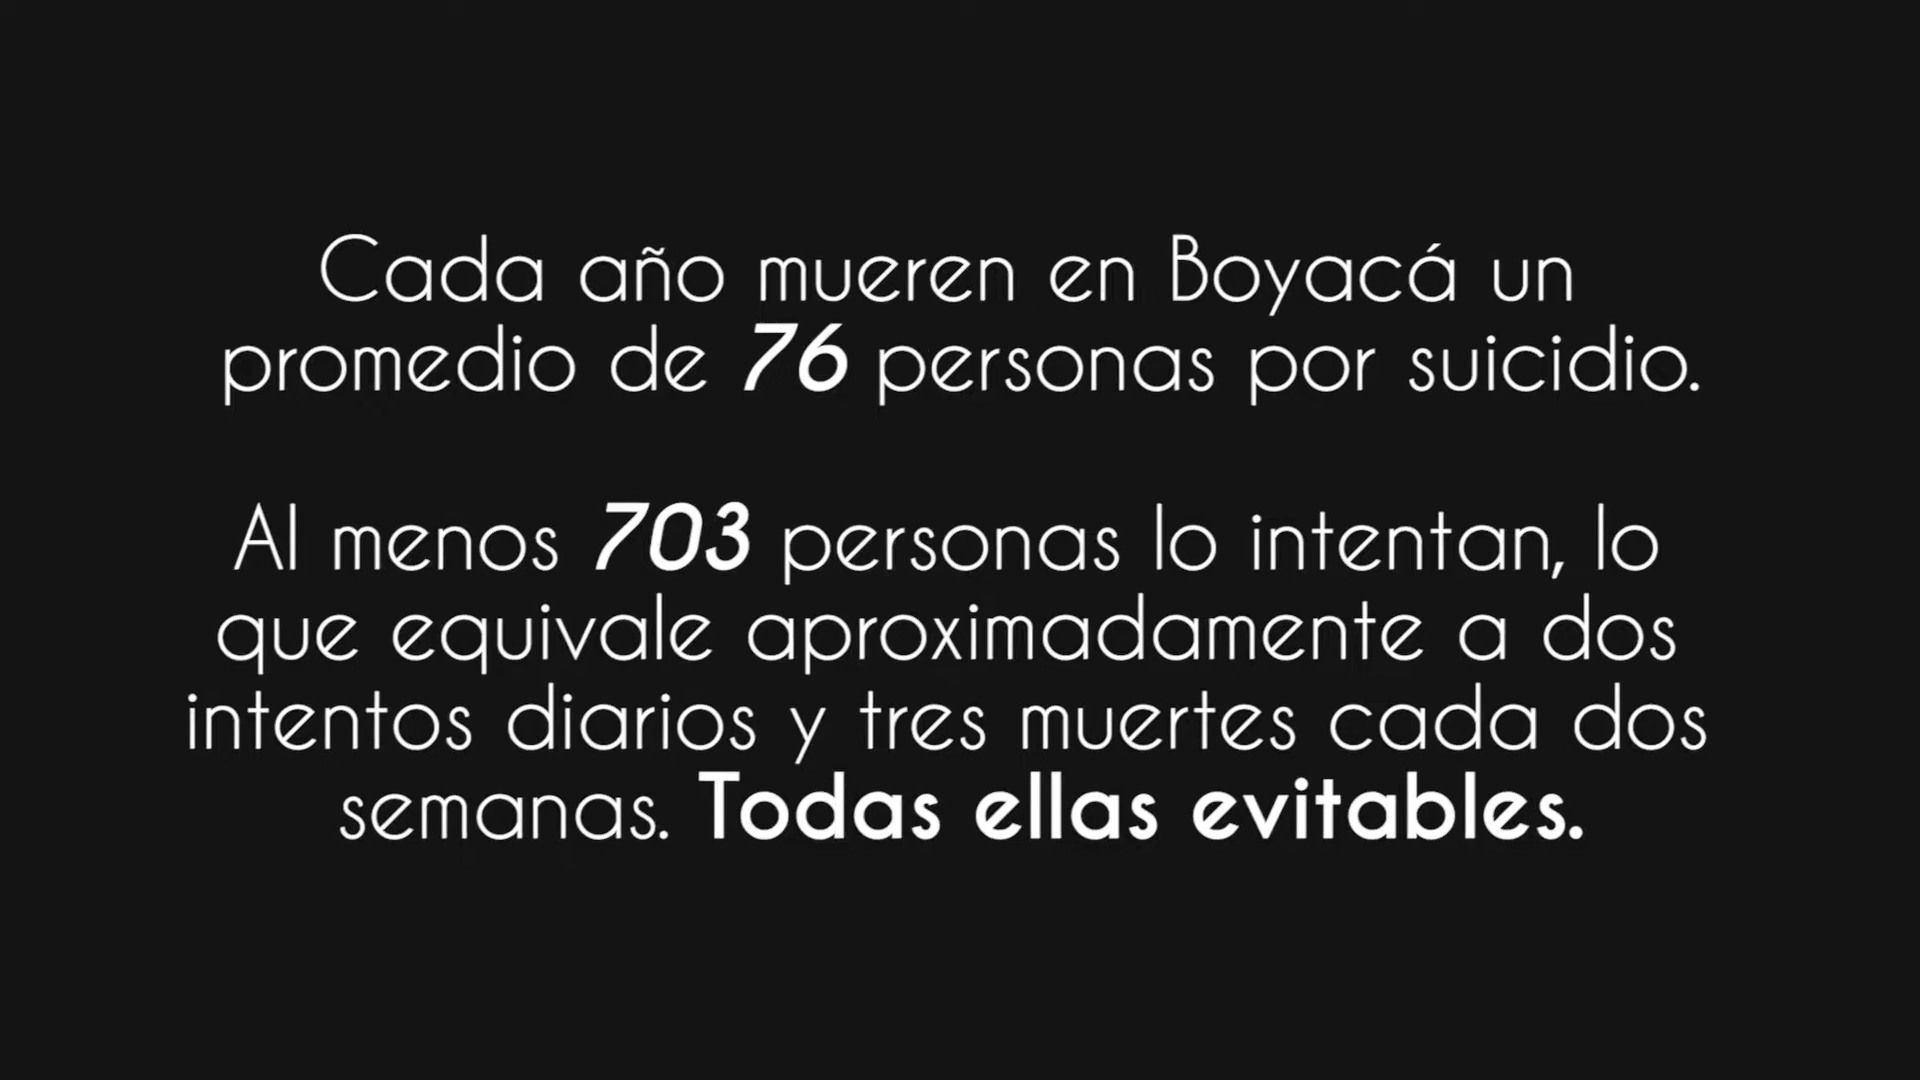 Cada año mueren en Boyacá un
promedio de 76 personas por suicidio.
Al menos 703 personas lo intentan, lo
que equivale aproximadamente a dos
intentos diarios y tres muertes cada dos
semanas. Todas ellas evitables.